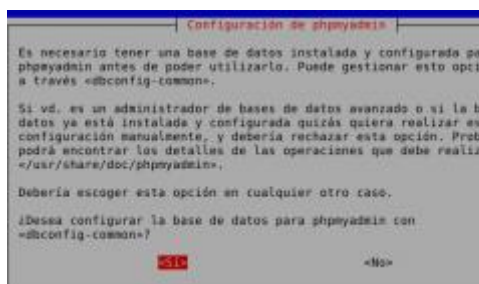 Configuración de phpmyadmin
Es necesario tener una base de datos instalada y configurada pa
phpmyadmin antes de poder utilizarlo. Puede gestionar esto opci
a través «dbconfig-common».
Si vd. es un administrador de bases de datos avanzado o si la b
datos ya está instalada y configurada quizás quiera realizar es
configuración manualmente, y debería rechazar esta opción. Prob
podrá encontrar los detalles de las operaciones que debe realiz
«/usr/share/doc/phpmyadmin».
Debería escoger esta opción en cualquier otro caso.
¿Desea configurar la base de datos para phpmyadmin con
«dbconfig-common»?
<Sí> <No>